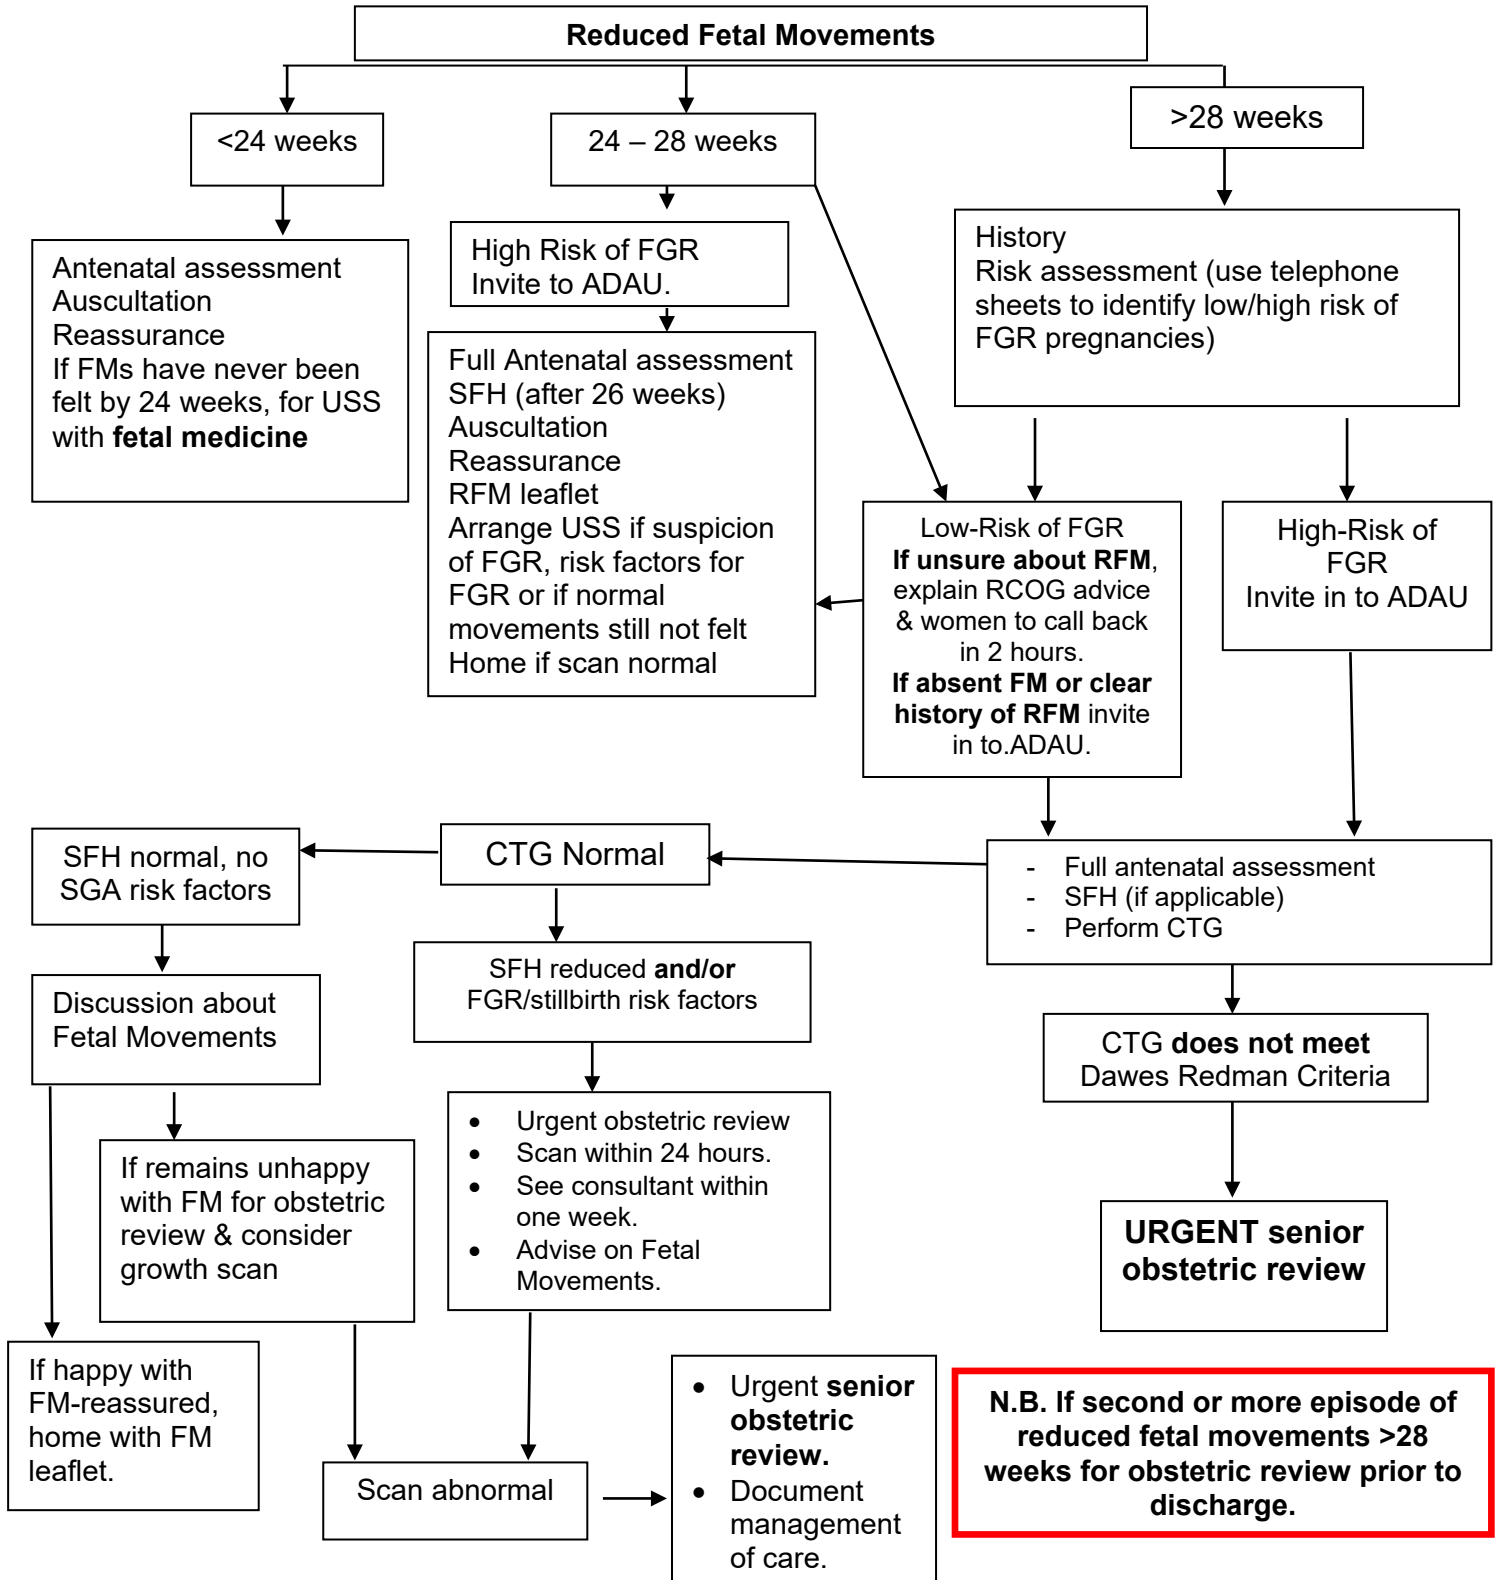 Reduced Fetal Movements
<24 weeks
24 – 28 weeks
>28 weeks
Antenatal assessment
Auscultation
Reassurance
If FMs have never been
felt by 24 weeks, for USS
with fetal medicine
High Risk of FGR
Invite to ADAU.
Full Antenatal assessment
SFH (after 26 weeks)
Auscultation
Reassurance
RFM leaflet
Arrange USS if suspicion
of FGR, risk factors for
FGR or if normal
movements still not felt
Home if scan normal
History
Risk assessment (use telephone
sheets to identify low/high risk of
FGR pregnancies)
Low-Risk of FGR
If unsure about RFM,
explain RCOG advice
& women to call back
in 2 hours.
If absent FM or clear
history of RFM invite
in to.ADAU.
High-Risk of
FGR
Invite in to ADAU
- Full antenatal assessment
- SFH (if applicable)
- Perform CTG
CTG Normal
SFH normal, no
SGA risk factors
SFH reduced and/or
FGR/stillbirth risk factors
CTG does not meet
Dawes Redman Criteria
Discussion about
Fetal Movements
If remains unhappy
with FM for obstetric
review & consider
growth scan
• Urgent obstetric review
• Scan within 24 hours.
• See consultant within
one week.
• Advise on Fetal
Movements.
URGENT senior
obstetric review
If happy with
FM-reassured,
home with FM
leaflet.
Scan abnormal
• Urgent senior
obstetric
review.
• Document
management
of care.
N.B. If second or more episode of
reduced fetal movements >28
weeks for obstetric review prior to
discharge.